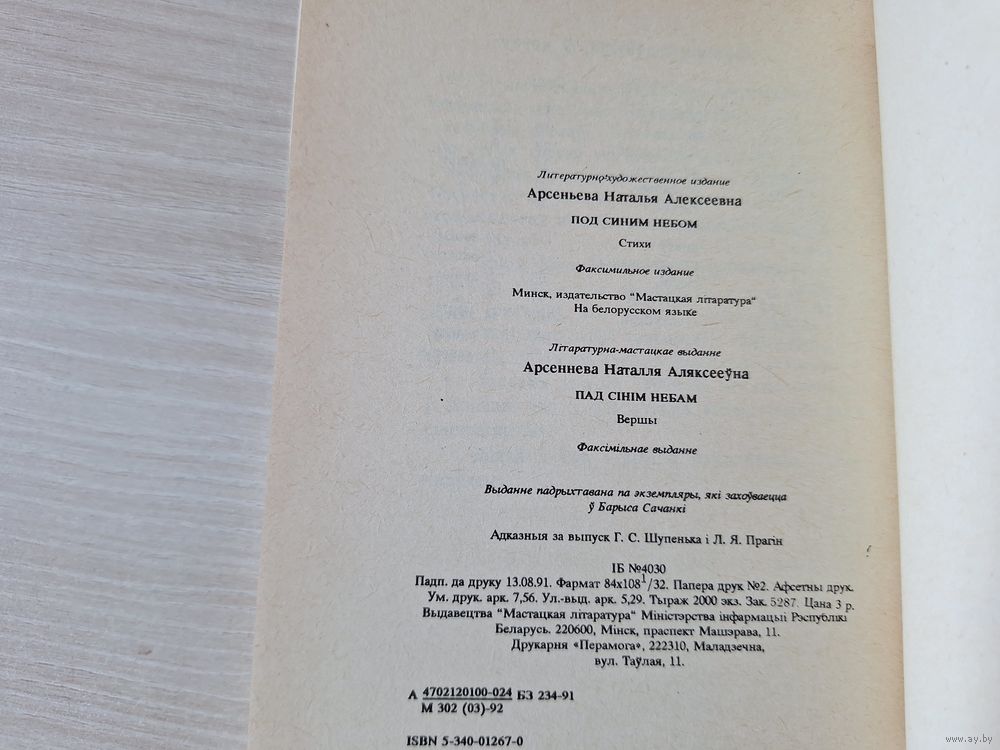 Литературно-художественное издание
Арсеньева Наталья Алексеевна
ПОД СИНИМ НЕБОМ
Стихи
Факсимильное издание
Минск, издательство "Мастацкая літаратура"
На белорусском языке
Літаратурна-мастацкае выданне
Арсеннева Наталля Аляксееўна
ПАД СІНІМ НЕБАМ
Вершы
Факсімільнае выданне
Выданне падрыхтавана па экземпляры, які захоўваецца
ў Барыса Сачанкі
Адказныя за выпуск Г. С. Шупенька і Л. Я. Прагін
ІБ №4030
Падп. да друку 13.08.91. Фармат 84х108 1/32. Папера друк №2. Афсетны друк.
Ум. друк. арк. 7,56. Ул.-выд. арк. 5,29. Тыраж 2000 экз. Зак. 5287. Цана 3 р.
Выдавецтва "Мастацкая літаратура" Міністэрства інфармацыі Рэспублікі
Беларусь. 220600, Мінск, праспект Машэрава, 11.
Друкарня «Перамога», 222310, Маладзечна,
вул. Таўлая, 11.
А 4702120100-024 БЗ 234-91
М 302 (03)-92
ISBN 5-340-01267-0
www.ay.by